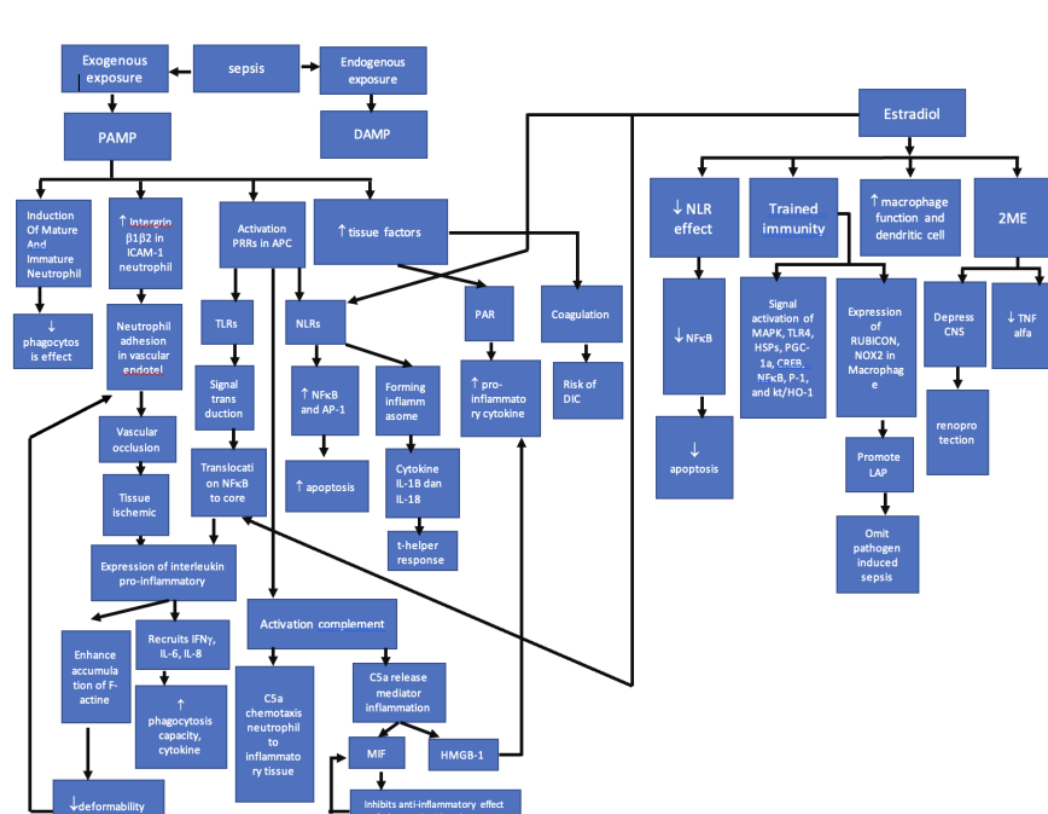 Exogenous
exposure
sepsis
Endogenous
exposure
PAMP
DAMP
Estradiol
Induction
Of Mature
And
Immature
Neutrophil
↑ Intergrin
β1β2 in
ICAM-1
neutrophil
Activation
PRRs in APC
↑ tissue factors
↓ NLR
effect
Trained
immunity
↑ macrophage
function and
dendritic cell
2ME
↓
phagocytos
is effect
Neutrophil
adhesion
in vascular
endotel
TLRs
NLRs
PAR
Coagulation
↓NFκB
Signal
activation of
MAPK, TLR4,
HSPs, PGC-
1a, CREB,
NFκB, P-1,
and kt/HO-1
Expression
of
RUBICON,
NOX2 in
Macrophag
e
Depress
CNS
↓ TNF
alfa
Signal
trans
duction
↑ NFκB
and AP-1
Forming
inflamm
asome
↑ pro-
inflammato
ry cytokine
Risk of
DIC
Vascular
occlusion
Translocati
on NFκB
to core
↑ apoptosis
Cytokine
IL-1B dan
IL-18
↓
apoptosis
Promote
LAP
renopro
tection
Tissue
ischemic
t-helper
response
Omit
pathogen
induced
sepsis
Expression of interleukin
pro-inflammatory
Activation complement
Enhance
accumula
tion of F-
actine
Recruits IFNγ,
IL-6, IL-8
C5a
chemotaxis
neutrophil
to
inflammato
ry tissue
C5a release
mediator
inflammation
↑
phagocytosis
capacity,
cytokine
MIF
HMGB-1
↓deformability
Inhibits anti-inflammatory effect